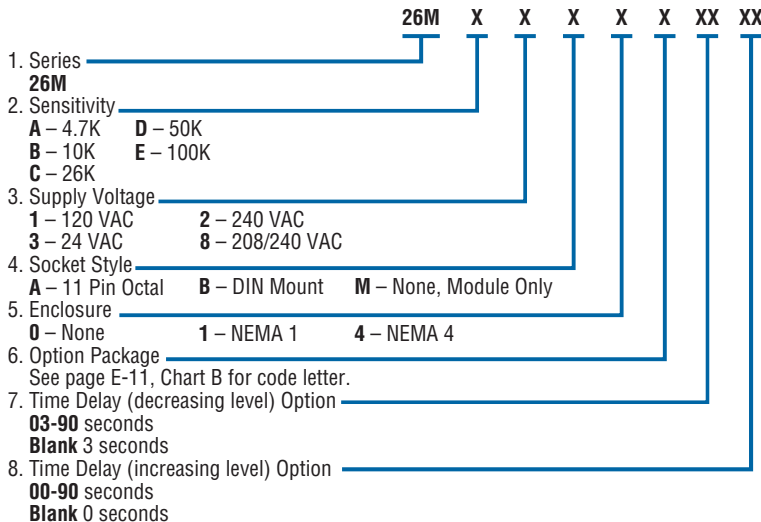 26M X X X X X XX XX
1. Series
26M
2. Sensitivity
A – 4.7K D – 50K
B – 10K E – 100K
C – 26K
3. Supply Voltage
1 – 120 VAC 2 – 240 VAC
3 – 24 VAC 8 – 208/240 VAC
4. Socket Style
A – 11 Pin Octal B – DIN Mount M – None, Module Only
5. Enclosure
0 – None 1 – NEMA 1 4 – NEMA 4
6. Option Package
See page E-11, Chart B for code letter.
7. Time Delay (decreasing level) Option
03-90 seconds
Blank 3 seconds
8. Time Delay (increasing level) Option
00-90 seconds
Blank 0 seconds